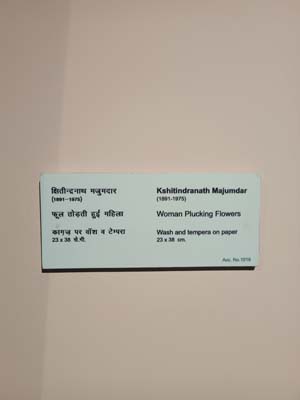 क्षितीन्द्रनाथ मजुमदार
(1891-1975)
फूल तोड़ती हुई महिला
काग़ज़ पर वॉश व टेम्परा
23 x 38 से.मी.
Kshitindranath Majumdar
(1891-1975)
Woman Plucking Flowers
Wash and tempera on paper
23 x 38 cm.
Acc. No.1019